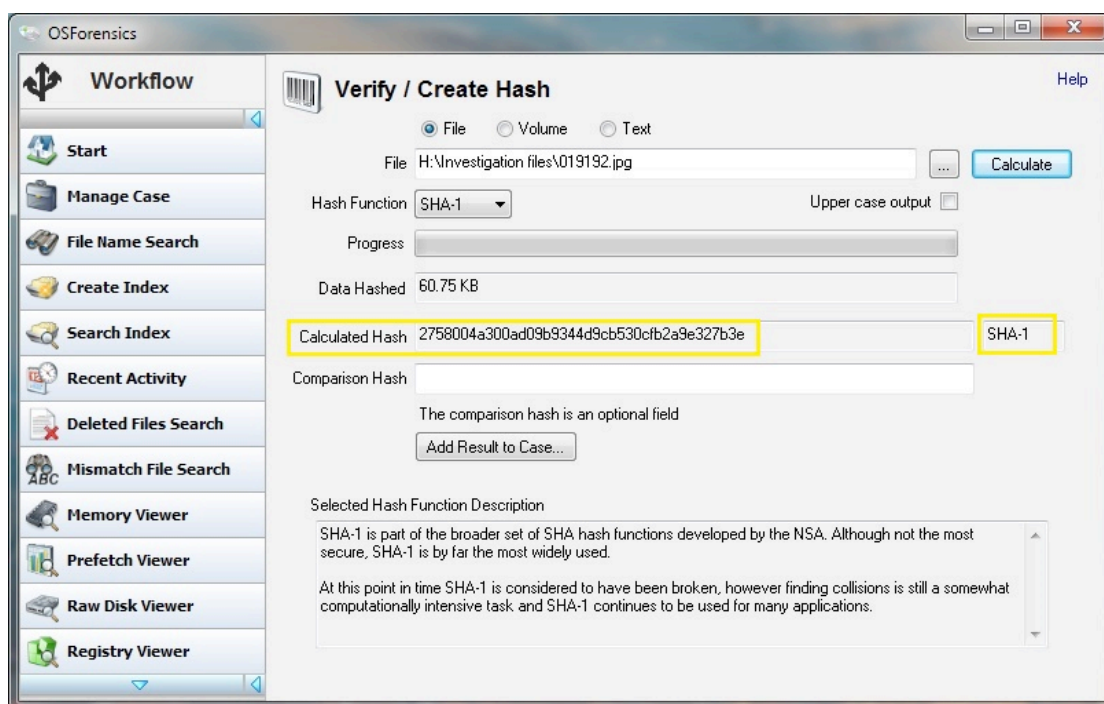 OSForensics
Workflow
Start
Manage Case
File Name Search
Create Index
Search Index
Recent Activity
Deleted Files Search
ABC
Mismatch File Search
Memory Viewer
Prefetch Viewer
Raw Disk Viewer
Registry Viewer
Verify / Create Hash
Help
File Volume Text
File H:\Investigation files\019192.jpg ... Calculate
Hash Function SHA-1 Upper case output
Progress
Data Hashed 60.75 KB
Calculated Hash 2758004a300ad09b9344d9cb530cfb2a9e327b3e SHA-1
Comparison Hash
The comparison hash is an optional field
Add Result to Case...
Selected Hash Function Description
SHA-1 is part of the broader set of SHA hash functions developed by the NSA. Although not the most
secure, SHA-1 is by far the most widely used.
At this point in time SHA-1 is considered to have been broken, however finding collisions is still a somewhat
computationally intensive task and SHA-1 continues to be used for many applications.